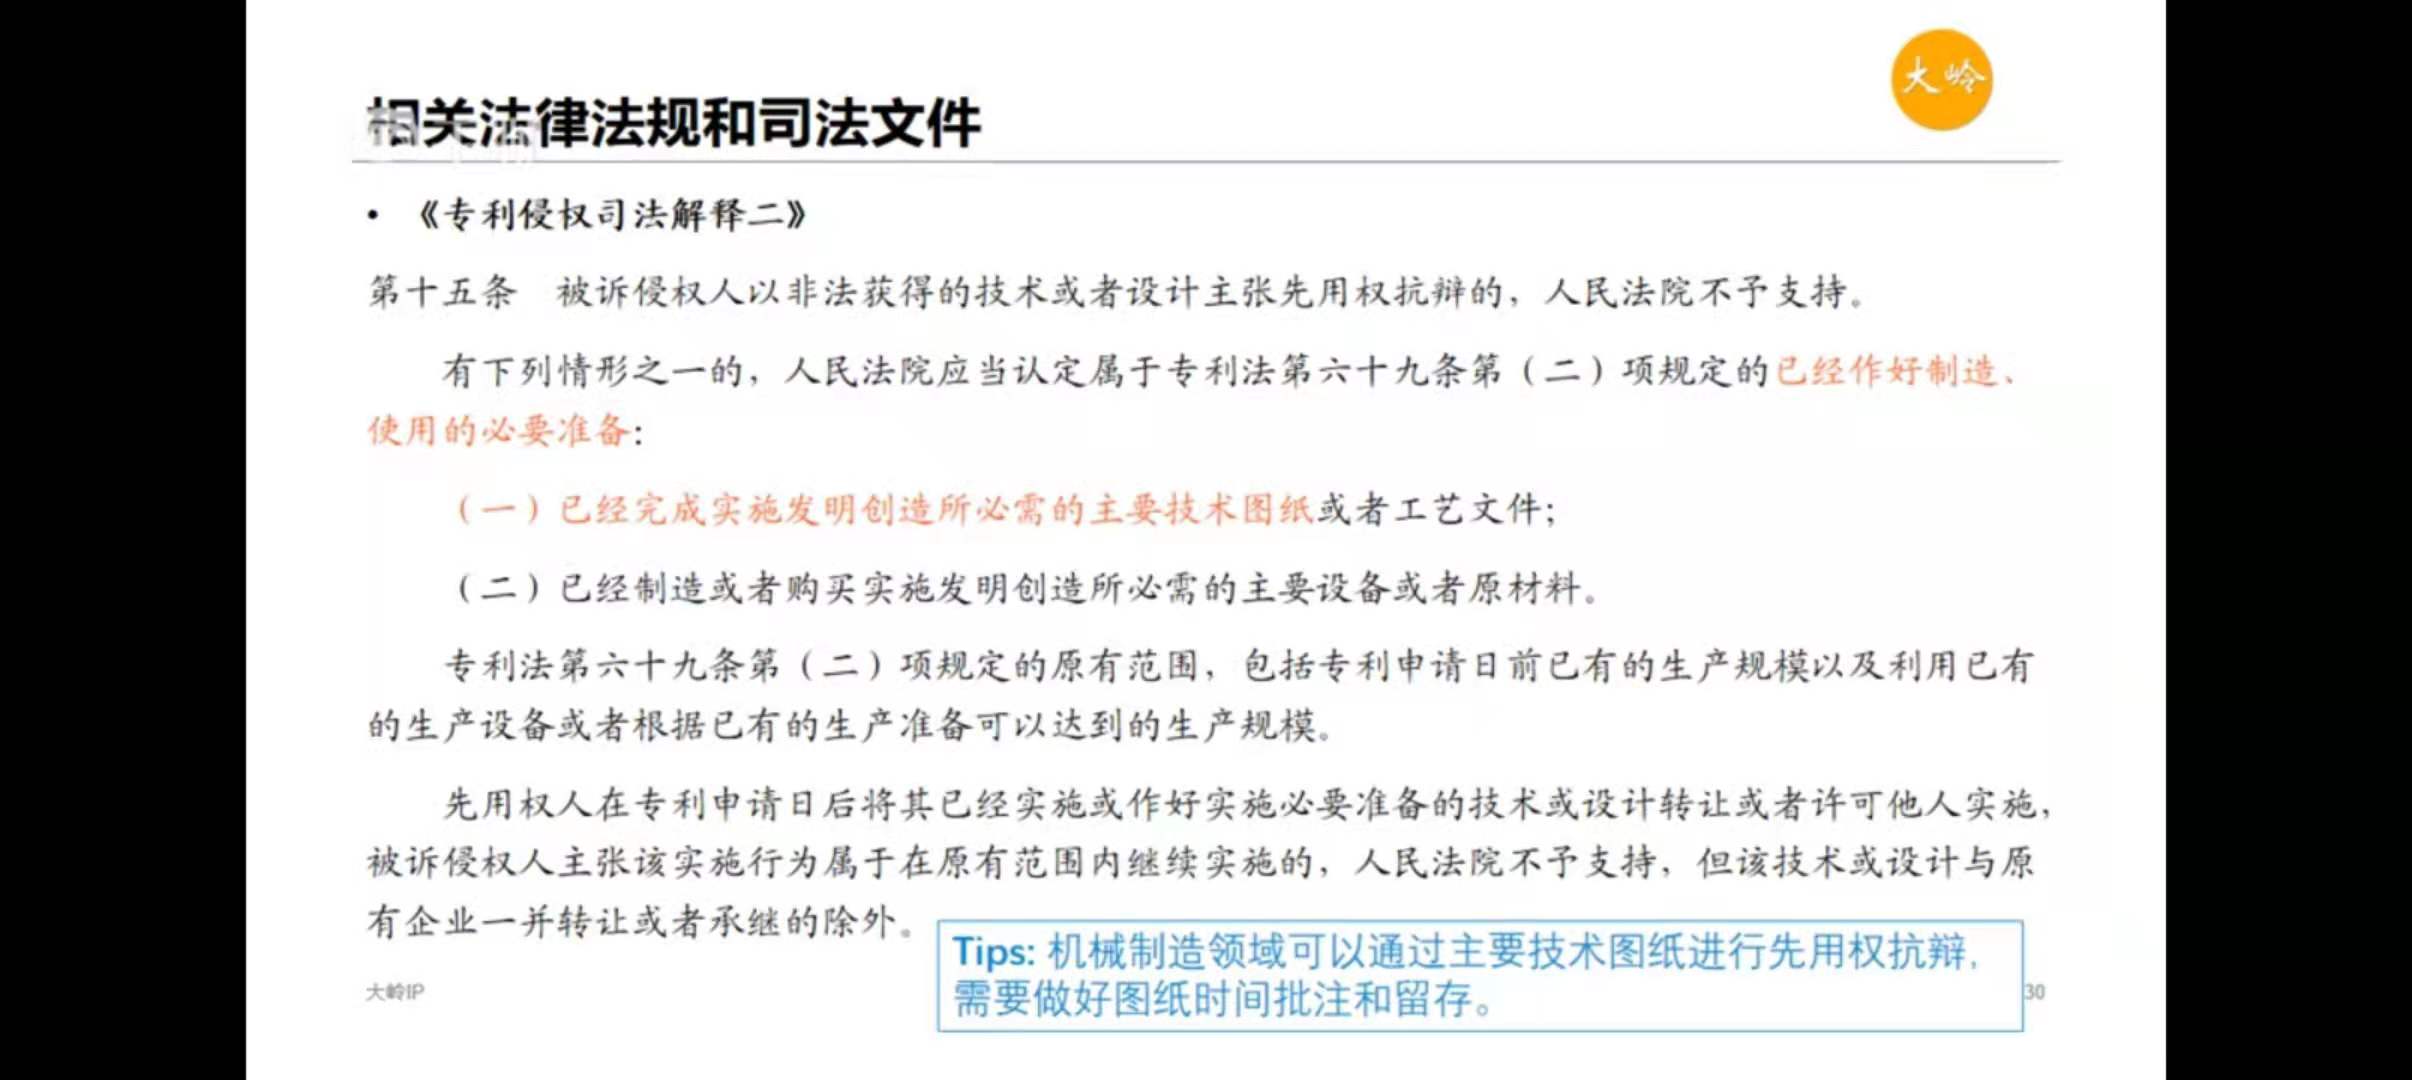 大岭
相关法律法规和司法文件
• 《专利侵权司法解释二》
第十五条　被诉侵权人以非法获得的技术或者设计主张先用权抗辩的，人民法院不予支持。
有下列情形之一的，人民法院应当认定属于专利法第六十九条第（二）项规定的已经作好制造、
使用的必要准备：
（一）已经完成实施发明创造所必需的主要技术图纸或者工艺文件；
（二）已经制造或者购买实施发明创造所必需的主要设备或者原材料。
专利法第六十九条第（二）项规定的原有范围，包括专利申请日前已有的生产规模以及利用已有
的生产设备或者根据已有的生产准备可以达到的生产规模。
先用权人在专利申请日后将其已经实施或作好实施必要准备的技术或设计转让或者许可他人实施，
被诉侵权人主张该实施行为属于在原有范围内继续实施的，人民法院不予支持，但该技术或设计与原
有企业一并转让或者承继的除外。
Tips: 机械制造领域可以通过主要技术图纸进行先用权抗辩，
需要做好图纸时间批注和留存。
大岭IP
30